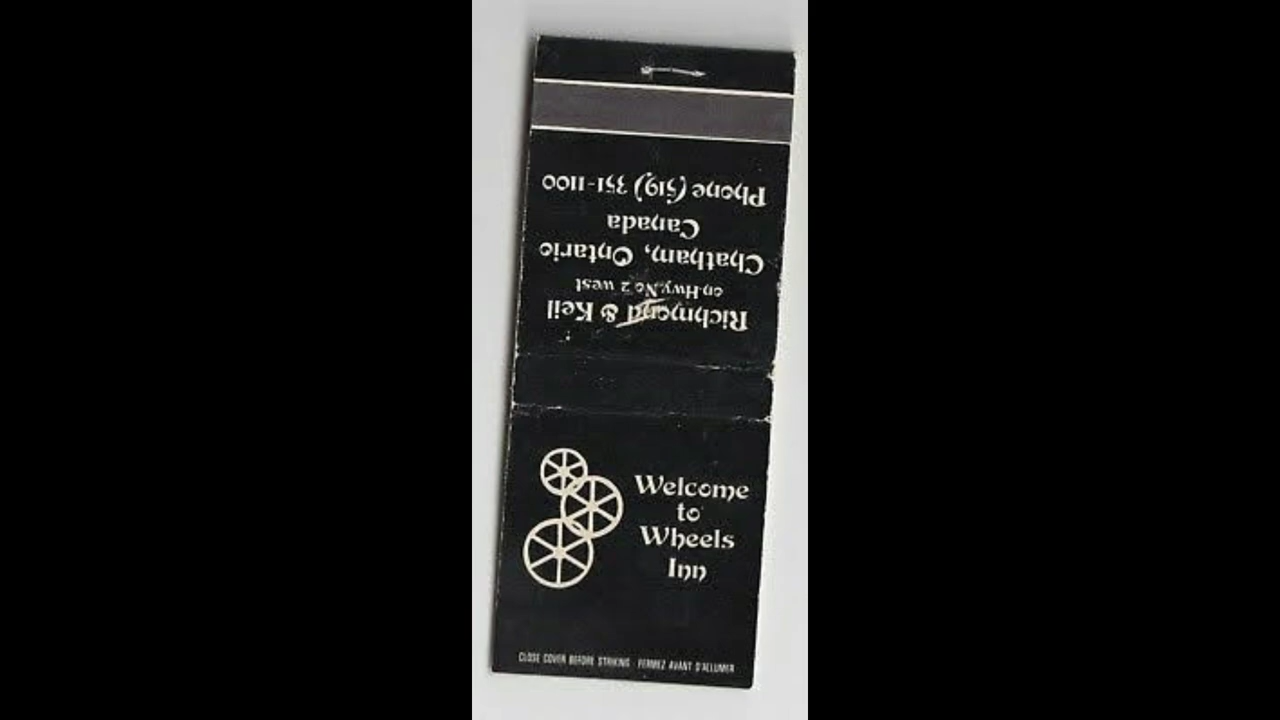 Richmond & Keil
on Hwy. No 2 west
Chatham, Ontario
Canada
Phone (519) 351-1100
Welcome
to
Wheels
Inn
CLOSE COVER BEFORE STRIKING - FERMEZ AVANT D'ALLUMER